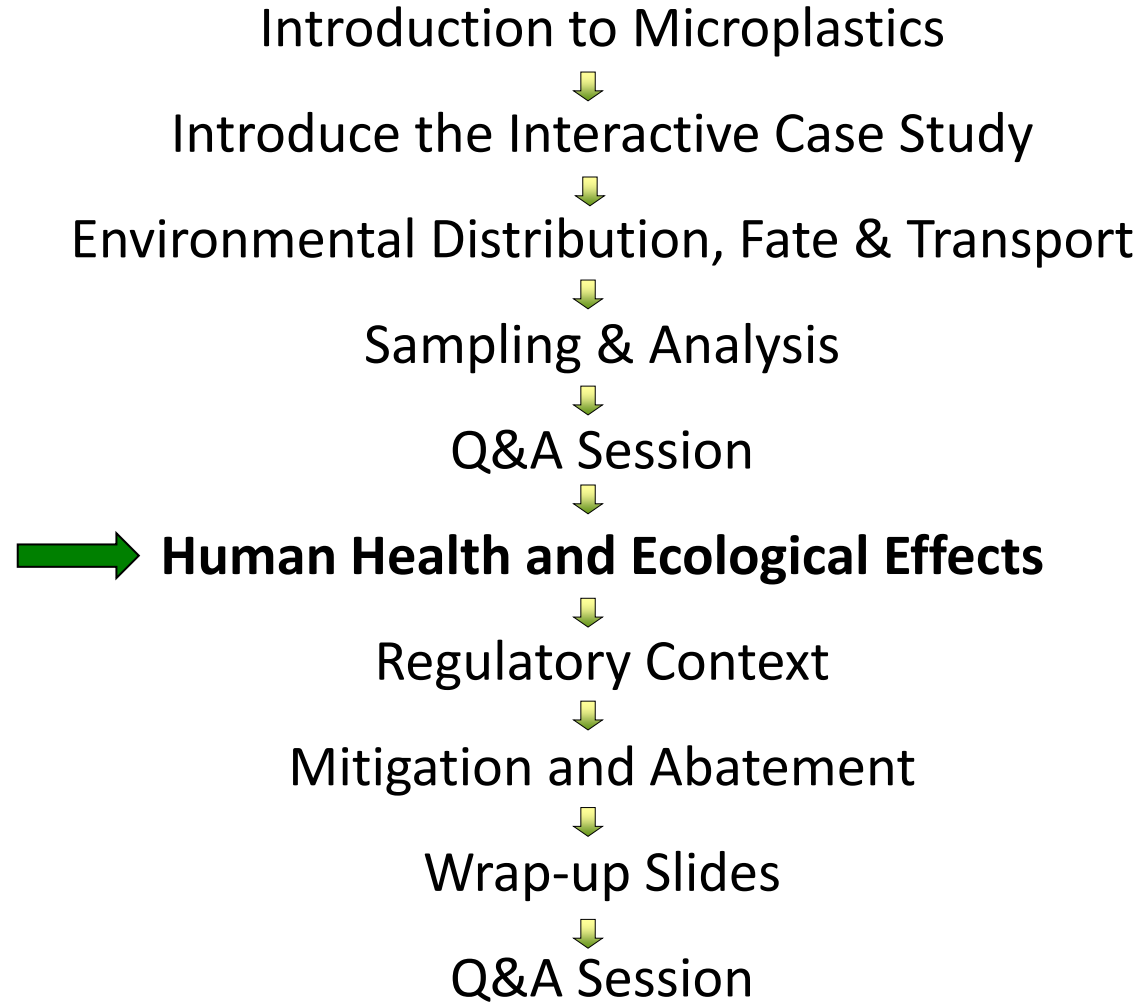 Introduction to Microplastics
Introduce the Interactive Case Study
Environmental Distribution, Fate & Transport
Sampling & Analysis
Q&A Session
Human Health and Ecological Effects
Regulatory Context
Mitigation and Abatement
Wrap-up Slides
Q&A Session